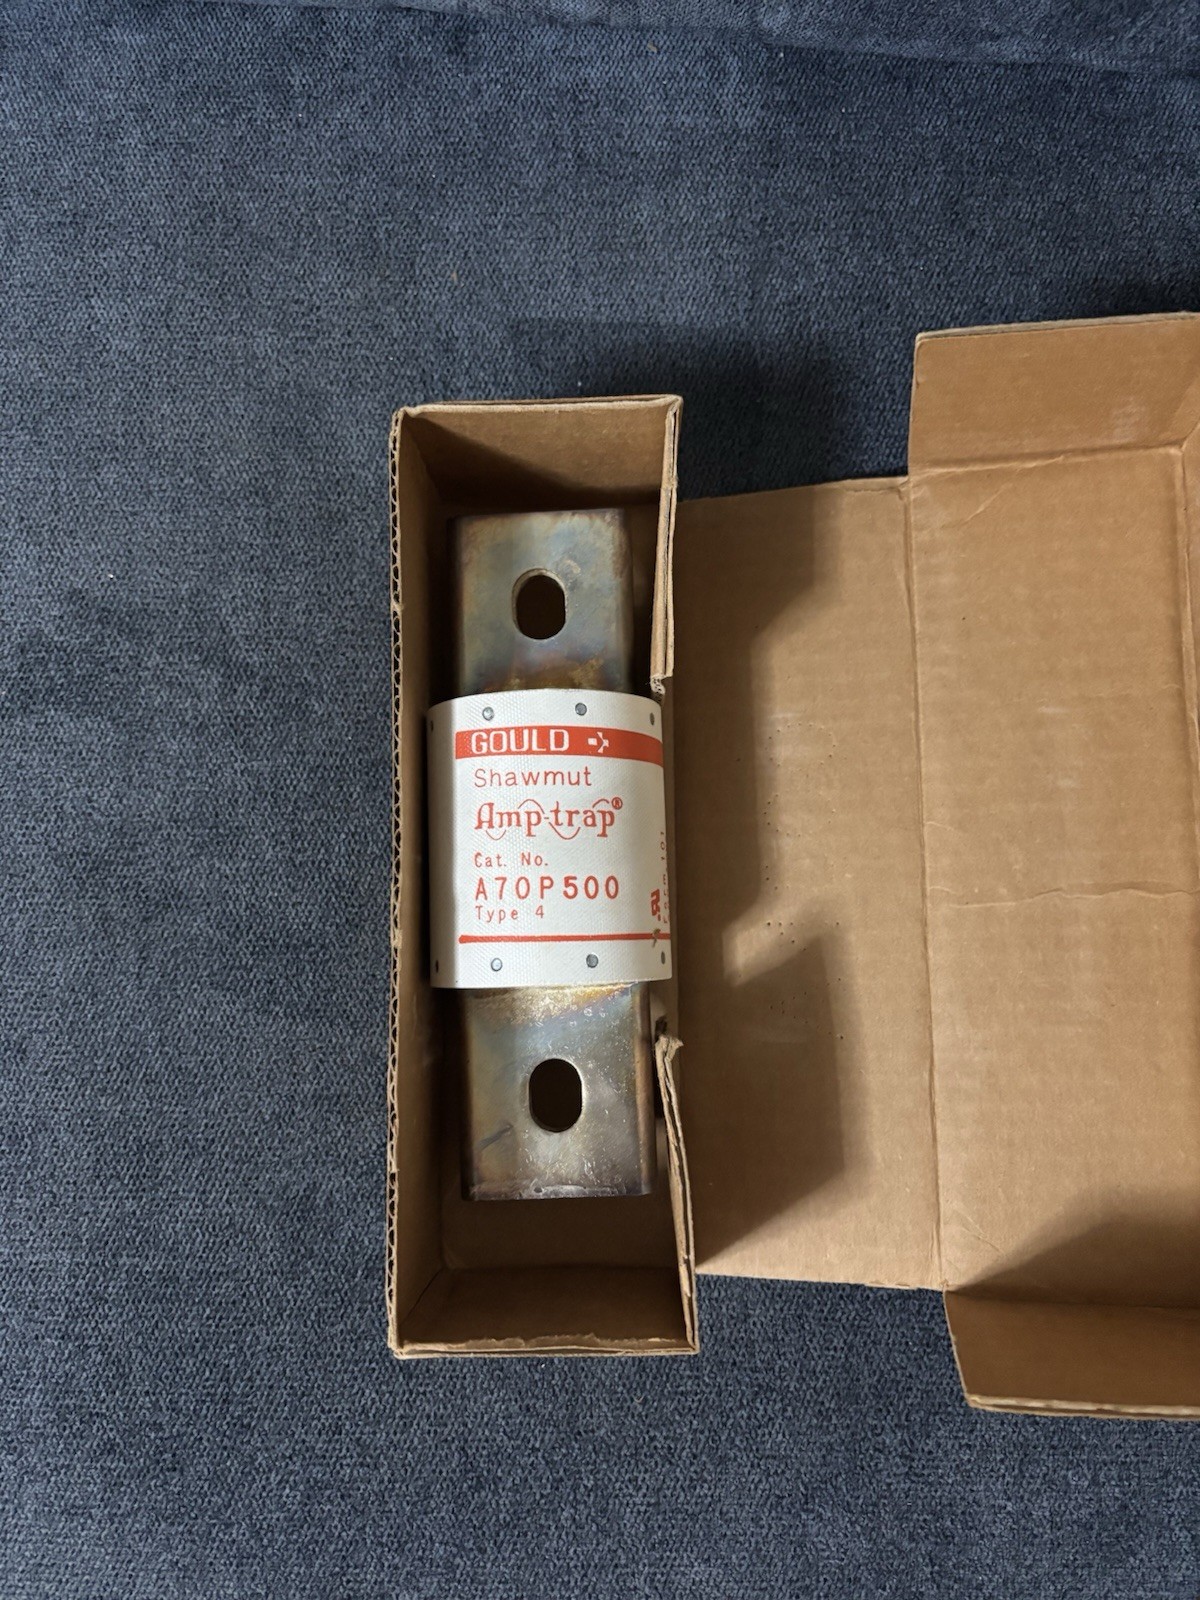 GOULD
Shawmut
Amp-trap®
Cat. No.
A70P500
Type 4